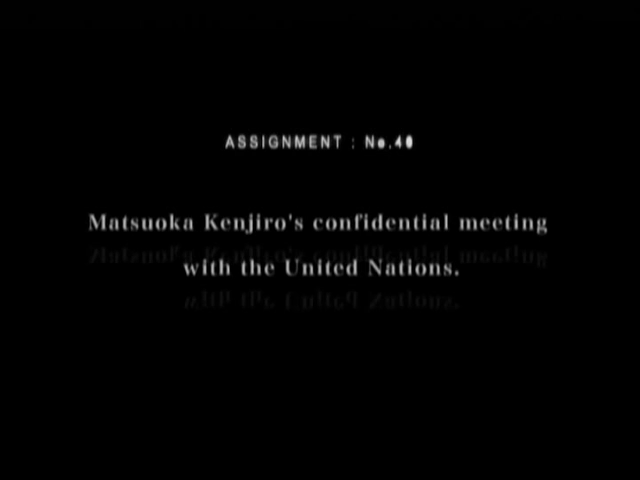 ASSIGNMENT : No.40
Matsuoka Kenjiro's confidential meeting
with the United Nations.